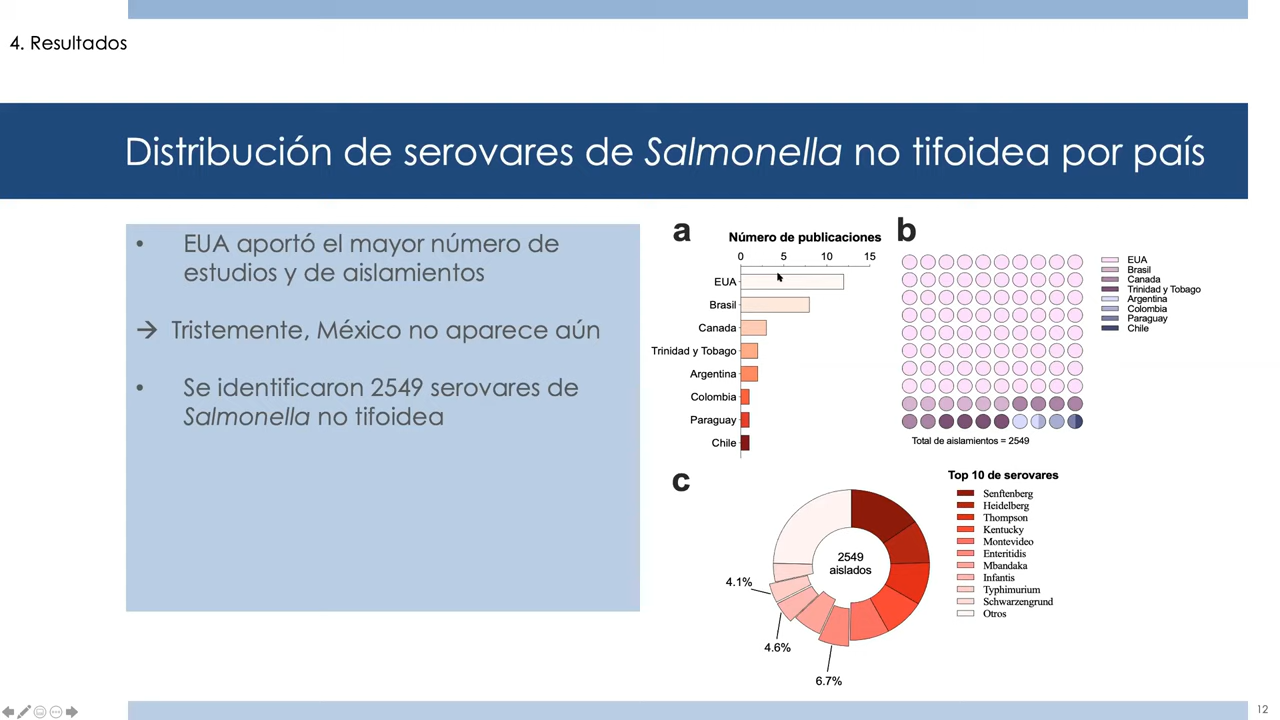 4. Resultados
Distribución de serovares de Salmonella no tifoidea por país
• EUA aportó el mayor número de
estudios y de aislamientos
→ Tristemente, México no aparece aún
• Se identificaron 2549 serovares de
Salmonella no tifoidea
a
Número de publicaciones
0 5 10 15
EUA
Brasil
Canada
Trinidad y Tobago
Argentina
Colombia
Paraguay
Chile
b
EUA
Brasil
Canada
Trinidad y Tobago
Argentina
Colombia
Paraguay
Chile
Total de aislamientos = 2549
c
Top 10 de serovares
Senftenberg
Heidelberg
Thompson
Kentucky
Montevideo
Enteritidis
Mbandaka
Infantis
Typhimurium
Schwarzengrund
Otros
2549
aislados
4.1%
4.6%
6.7%
12